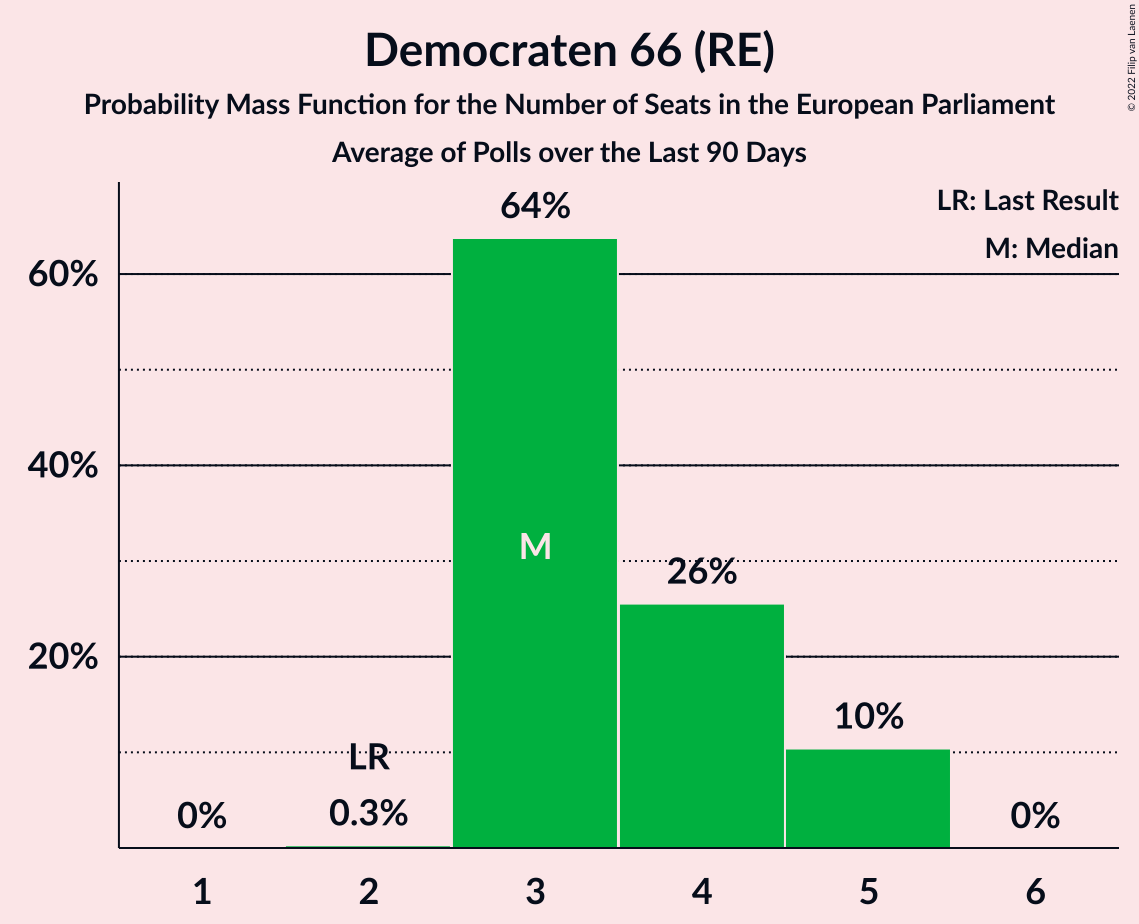 Democraten 66 (RE)
Probability Mass Function for the Number of Seats in the European Parliament
Average of Polls over the Last 90 Days
© 2022 Filip van Laenen
LR: Last Result
M: Median
64%
60%
40%
M
26%
20%
10%
LR
0%
0.3%
0%
1 2 3 4 5 6